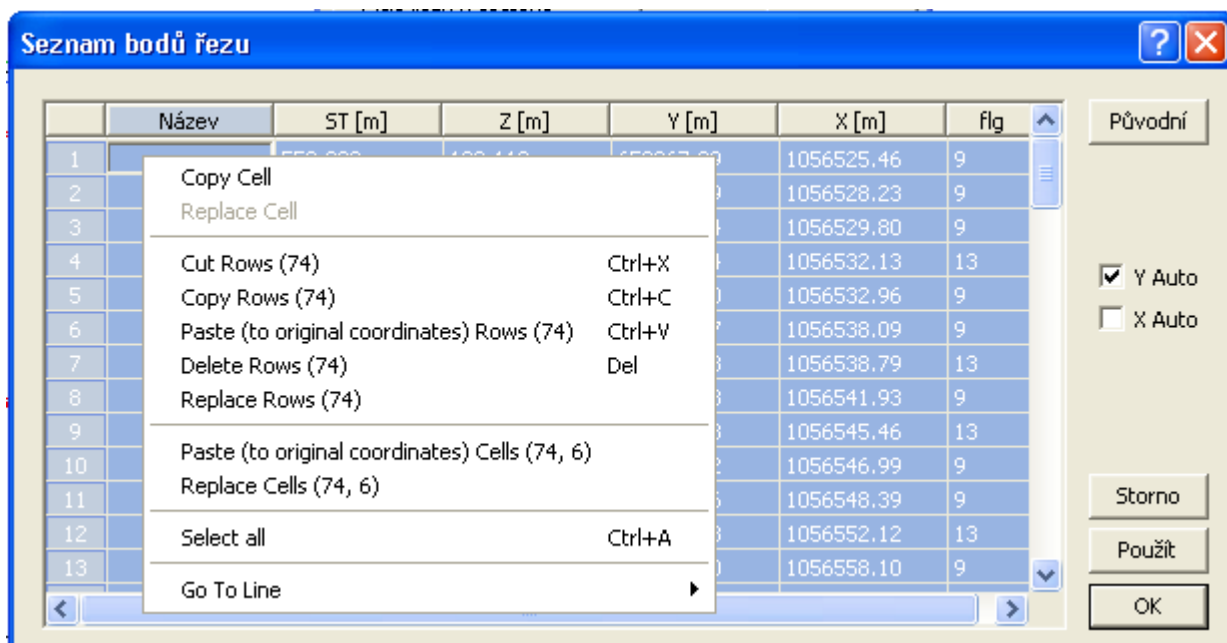 Seznam bodů řezu
Název ST [m] Z [m] Y [m] X [m] flg
Původní
1 1056525.46 9
2 1056528.23 9
3 1056529.80 9
4 1056532.13 13
5 1056532.96 9
6 1056538.09 9
7 1056538.79 13
8 1056541.93 9
9 1056545.46 13
10 1056546.99 9
11 1056548.39 9
12 1056552.12 13
13 1056558.10 9
Copy Cell
Replace Cell
Cut Rows (74) Ctrl+X
Copy Rows (74) Ctrl+C
Paste (to original coordinates) Rows (74) Ctrl+V
Delete Rows (74) Del
Replace Rows (74)
Paste (to original coordinates) Cells (74, 6)
Replace Cells (74, 6)
Select all Ctrl+A
Go To Line
Y Auto
X Auto
Storno
Použít
OK